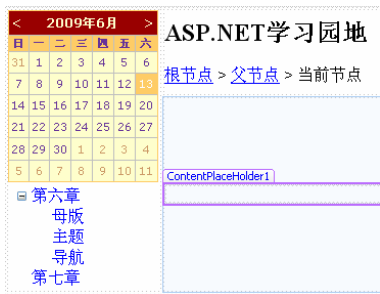 < 2009年6月 >
日 一 二 三 四 五 六
31 1 2 3 4 5 6
7 8 9 10 11 12 13
14 15 16 17 18 19 20
21 22 23 24 25 26 27
28 29 30 1 2 3 4
5 6 7 8 9 10 11
第六章
母版
主题
导航
第七章
ASP.NET学习园地
根节点 > 父节点 > 当前节点
ContentPlaceHolder1